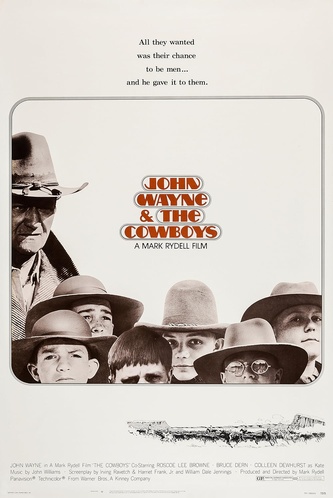 All they wanted
was their chance
to be men...
and he gave it to them.
JOHN
WAYNE
& THE
COWBOYS
A MARK RYDELL FILM
JOHN WAYNE in A Mark Rydell Film "THE COWBOYS" Co-Starring ROSCOE LEE BROWNE · BRUCE DERN · COLLEEN DEWHURST as Kate
Music by John Williams · Screenplay by Irving Ravetch & Harriet Frank, Jr. and William Dale Jennings · Produced and Directed by Mark Rydell
Panavision® Technicolor® From Warner Bros. A Kinney Company